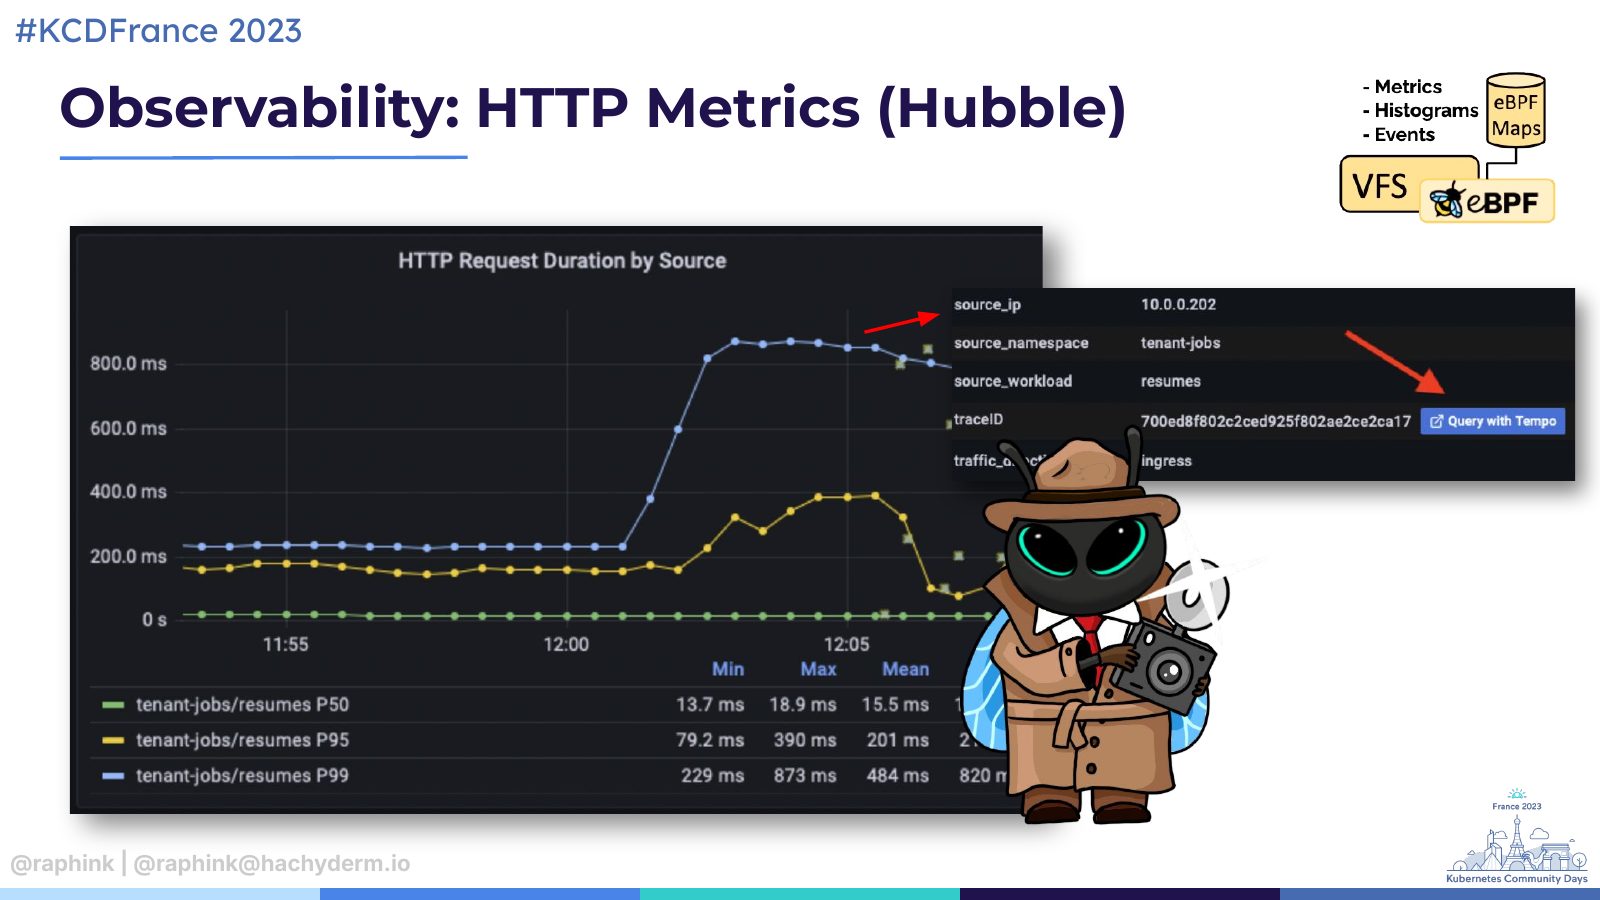 #KCDFrance 2023
Observability: HTTP Metrics (Hubble)
- Metrics
- Histograms
- Events
eBPF
Maps
VFS
eBPF
HTTP Request Duration by Source
800.0 ms
600.0 ms
400.0 ms
200.0 ms
0 s
11:55
12:00
12:05
Min Max Mean
tenant-jobs/resumes P50 13.7 ms 18.9 ms 15.5 ms
tenant-jobs/resumes P95 79.2 ms 390 ms 201 ms
tenant-jobs/resumes P99 229 ms 873 ms 484 ms 820 m
source_ip 10.0.0.202
source_namespace tenant-jobs
source_workload resumes
traceID 700ed8f802c2ced925f802ae2ce2ca17 Query with Tempo
ingress
@raphink | @raphink@hachyderm.io
France 2023
Kubernetes Community Days